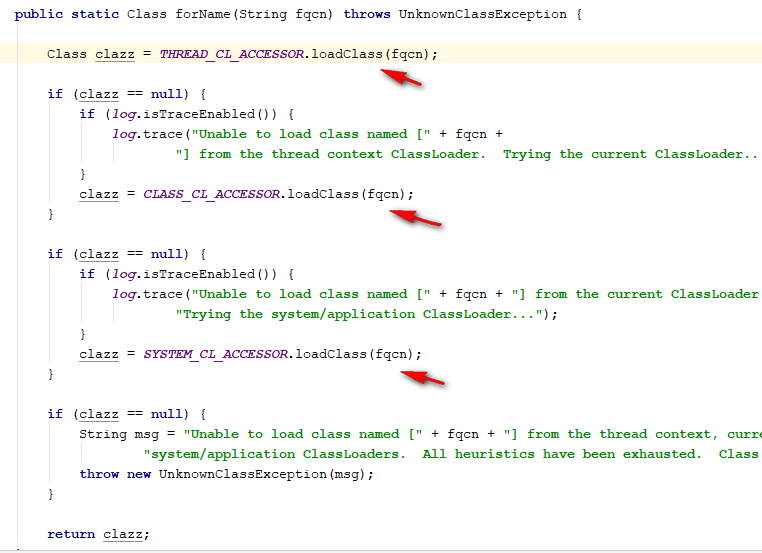 public static Class forName(String fqcn) throws UnknownClassException {
Class clazz = THREAD_CL_ACCESSOR.loadClass(fqcn);
if (clazz == null) {
if (log.isTraceEnabled()) {
log.trace("Unable to load class named [" + fqcn +
"] from the thread context ClassLoader.  Trying the current ClassLoader..
}
clazz = CLASS_CL_ACCESSOR.loadClass(fqcn);
}
if (clazz == null) {
if (log.isTraceEnabled()) {
log.trace("Unable to load class named [" + fqcn + "] from the current ClassLoader
"Trying the system/application ClassLoader...");
}
clazz = SYSTEM_CL_ACCESSOR.loadClass(fqcn);
}
if (clazz == null) {
String msg = "Unable to load class named [" + fqcn + "] from the thread context, curre
"system/application ClassLoaders.  All heuristics have been exhausted.  Class
throw new UnknownClassException(msg);
}
return clazz;